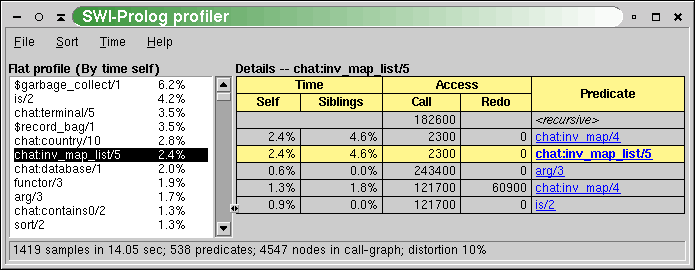 SWI-Prolog profiler
File Sort Time Help
Flat profile (By time self)
$garbage_collect/1 6.2%
is/2 4.2%
chat:terminal/5 3.5%
$record_bag/1 3.5%
chat:country/10 2.8%
chat:inv_map_list/5 2.4%
chat:database/1 2.0%
functor/3 1.9%
arg/3 1.7%
chat:contains0/2 1.3%
sort/2 1.3%
Details -- chat:inv_map_list/5
Time Access Predicate
Self Siblings Call Redo
182600 <recursive>
2.4% 4.6% 2300 0 chat:inv_map/4
2.4% 4.6% 2300 0 chat:inv_map_list/5
0.6% 0.0% 243400 0 arg/3
1.3% 1.8% 121700 60900 chat:inv_map/4
0.9% 0.0% 121700 0 is/2
1419 samples in 14.05 sec; 538 predicates; 4547 nodes in call-graph; distortion 10%